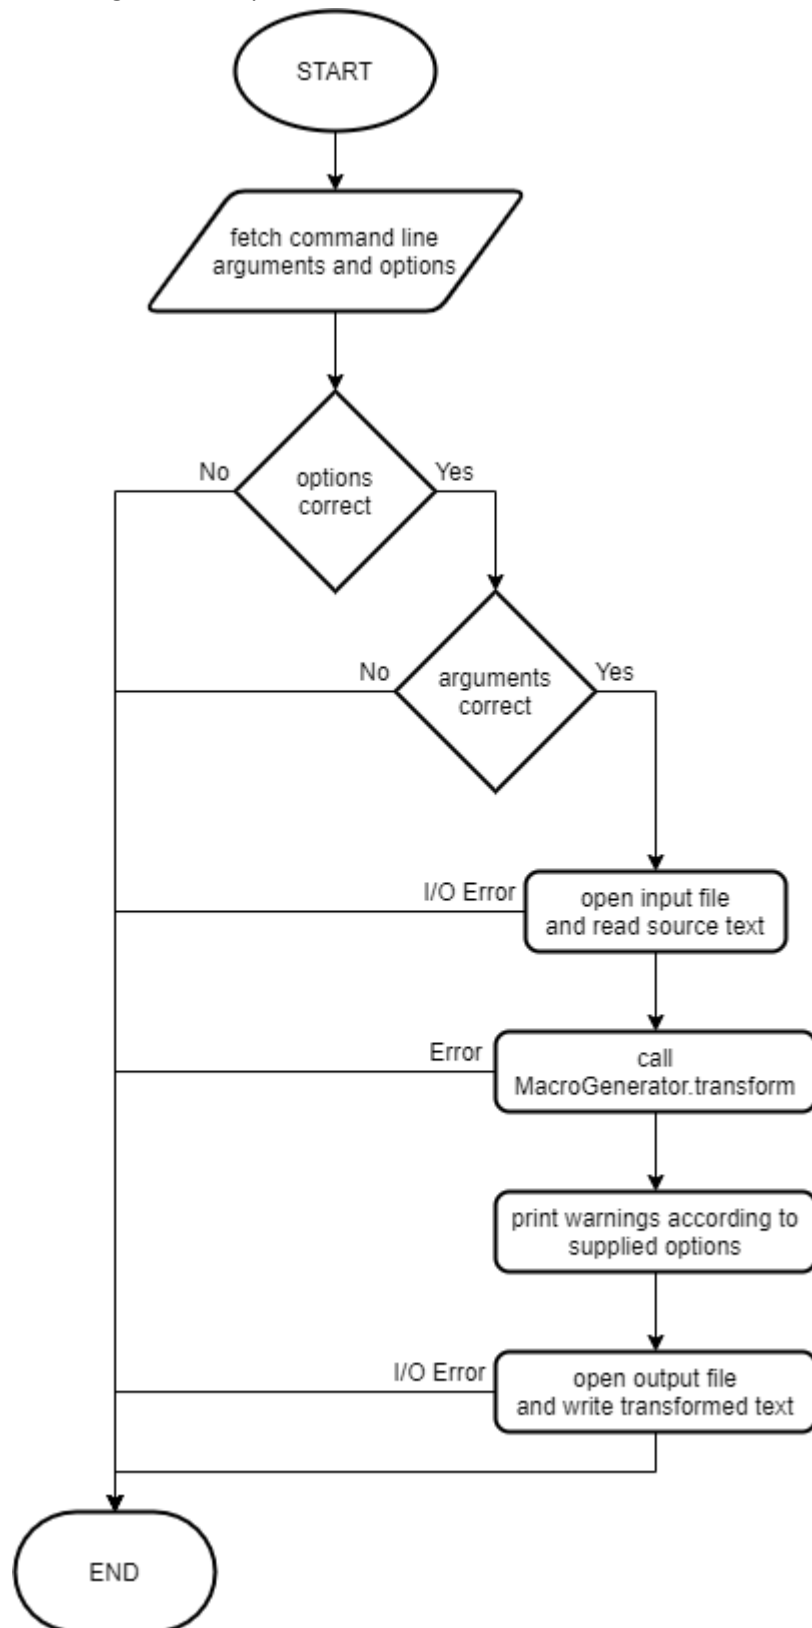 START
fetch command line
arguments and options
No
Yes
options
correct
No
Yes
arguments
correct
I/O Error
open input file
and read source text
Error
call
MacroGenerator.transform
print warnings according to
supplied options
I/O Error
open output file
and write transformed text
END